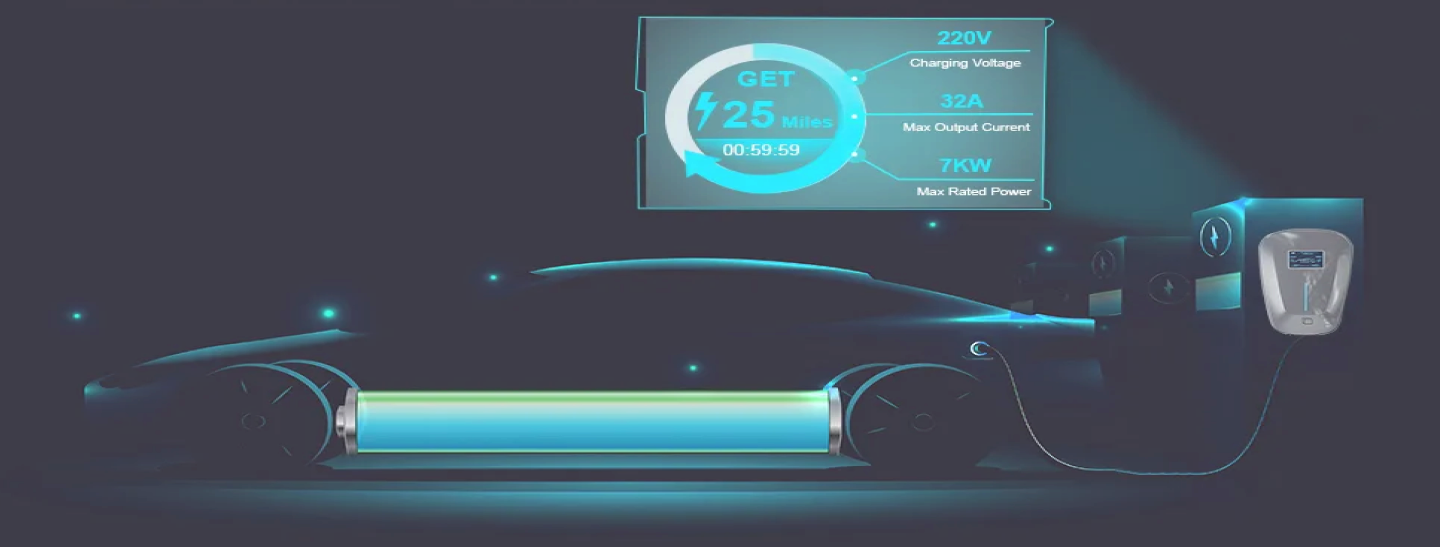 GET
25 Miles
00:59:59
220V
Charging Voltage
32A
Max Output Current
7KW
Max Rated Power